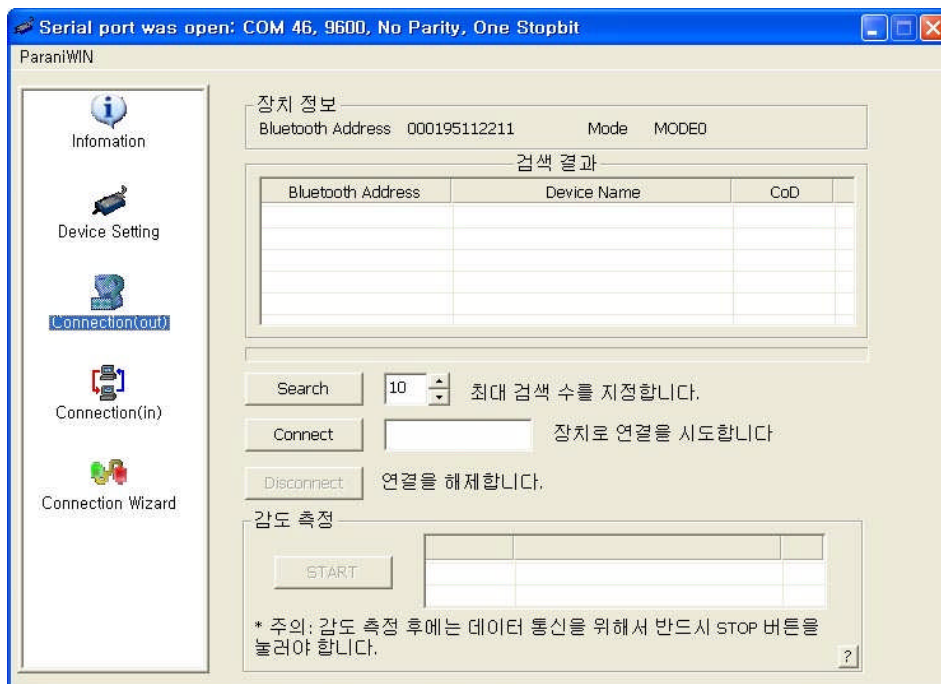 Serial port was open: COM 46, 9600, No Parity, One Stopbit
ParaniWIN
Infomation
Device Setting
Connection(out)
Connection(in)
Connection Wizard
장치 정보
Bluetooth Address 000195112211 Mode MODE0
검색 결과
Bluetooth Address Device Name CoD
Search 10 최대 검색 수를 지정합니다.
Connect 장치로 연결을 시도합니다
Disconnect 연결을 해제합니다.
감도 측정
START
* 주의: 감도 측정 후에는 데이터 통신을 위해서 반드시 STOP 버튼을
눌러야 합니다.
?